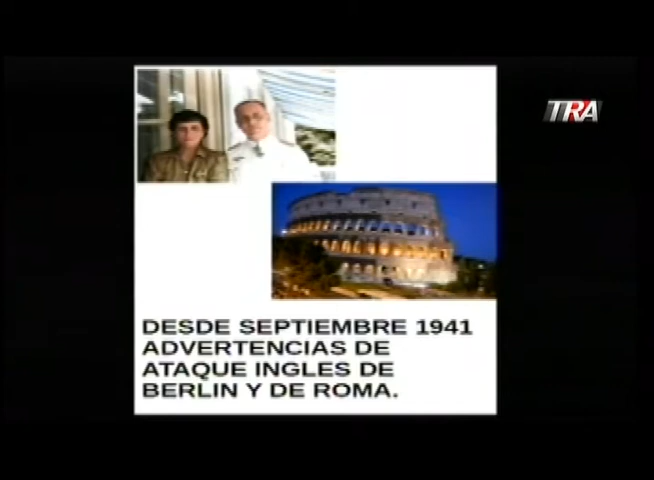 TRA
DESDE SEPTIEMBRE 1941
ADVERTENCIAS DE
ATAQUE INGLES DE
BERLIN Y DE ROMA.